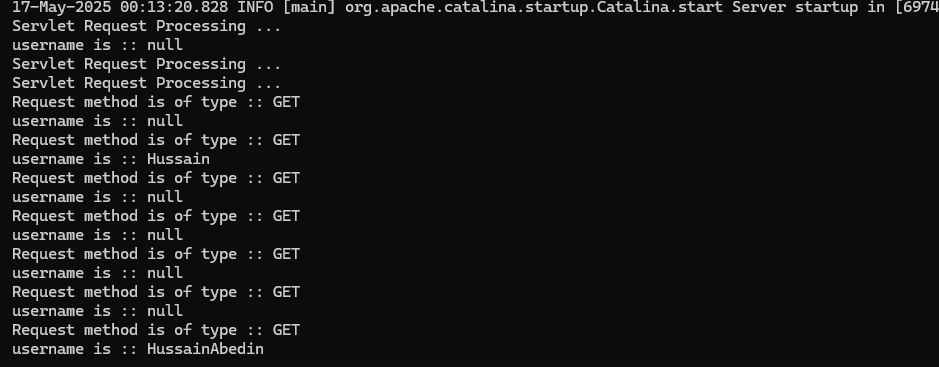 17-May-2025 00:13:20.828 INFO [main] org.apache.catalina.startup.Catalina.start Server startup in [6974
Servlet Request Processing ...
username is :: null
Servlet Request Processing ...
Servlet Request Processing ...
Request method is of type :: GET
username is :: null
Request method is of type :: GET
username is :: Hussain
Request method is of type :: GET
username is :: null
Request method is of type :: GET
username is :: null
Request method is of type :: GET
username is :: null
Request method is of type :: GET
username is :: null
Request method is of type :: GET
username is :: HussainAbedin